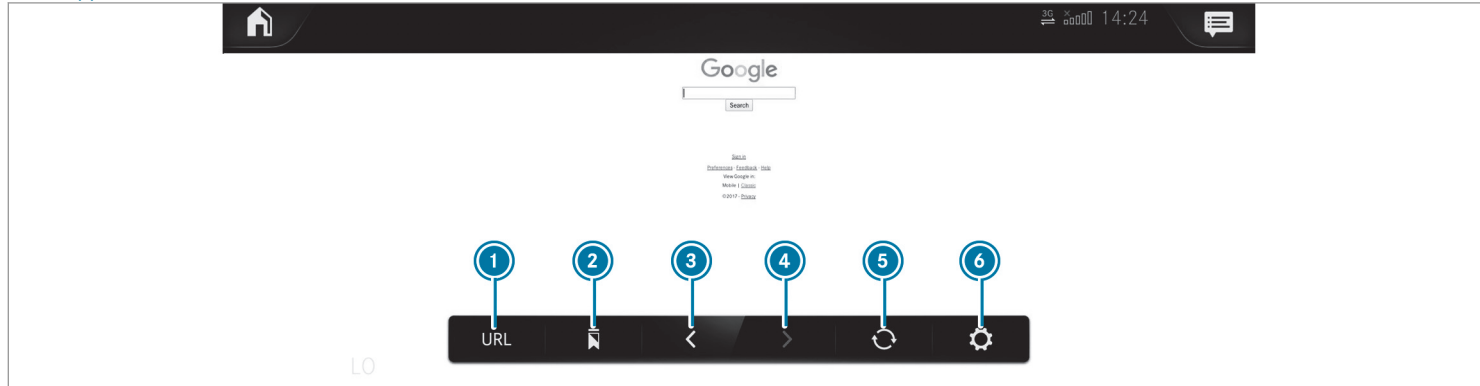 3G 14:24
Google
Search
Sign in
Preferences - Feedback - Help
View Google in:
Mobile | Classic
©2017 - Privacy
1 2 3 4 5 6
URL
LO